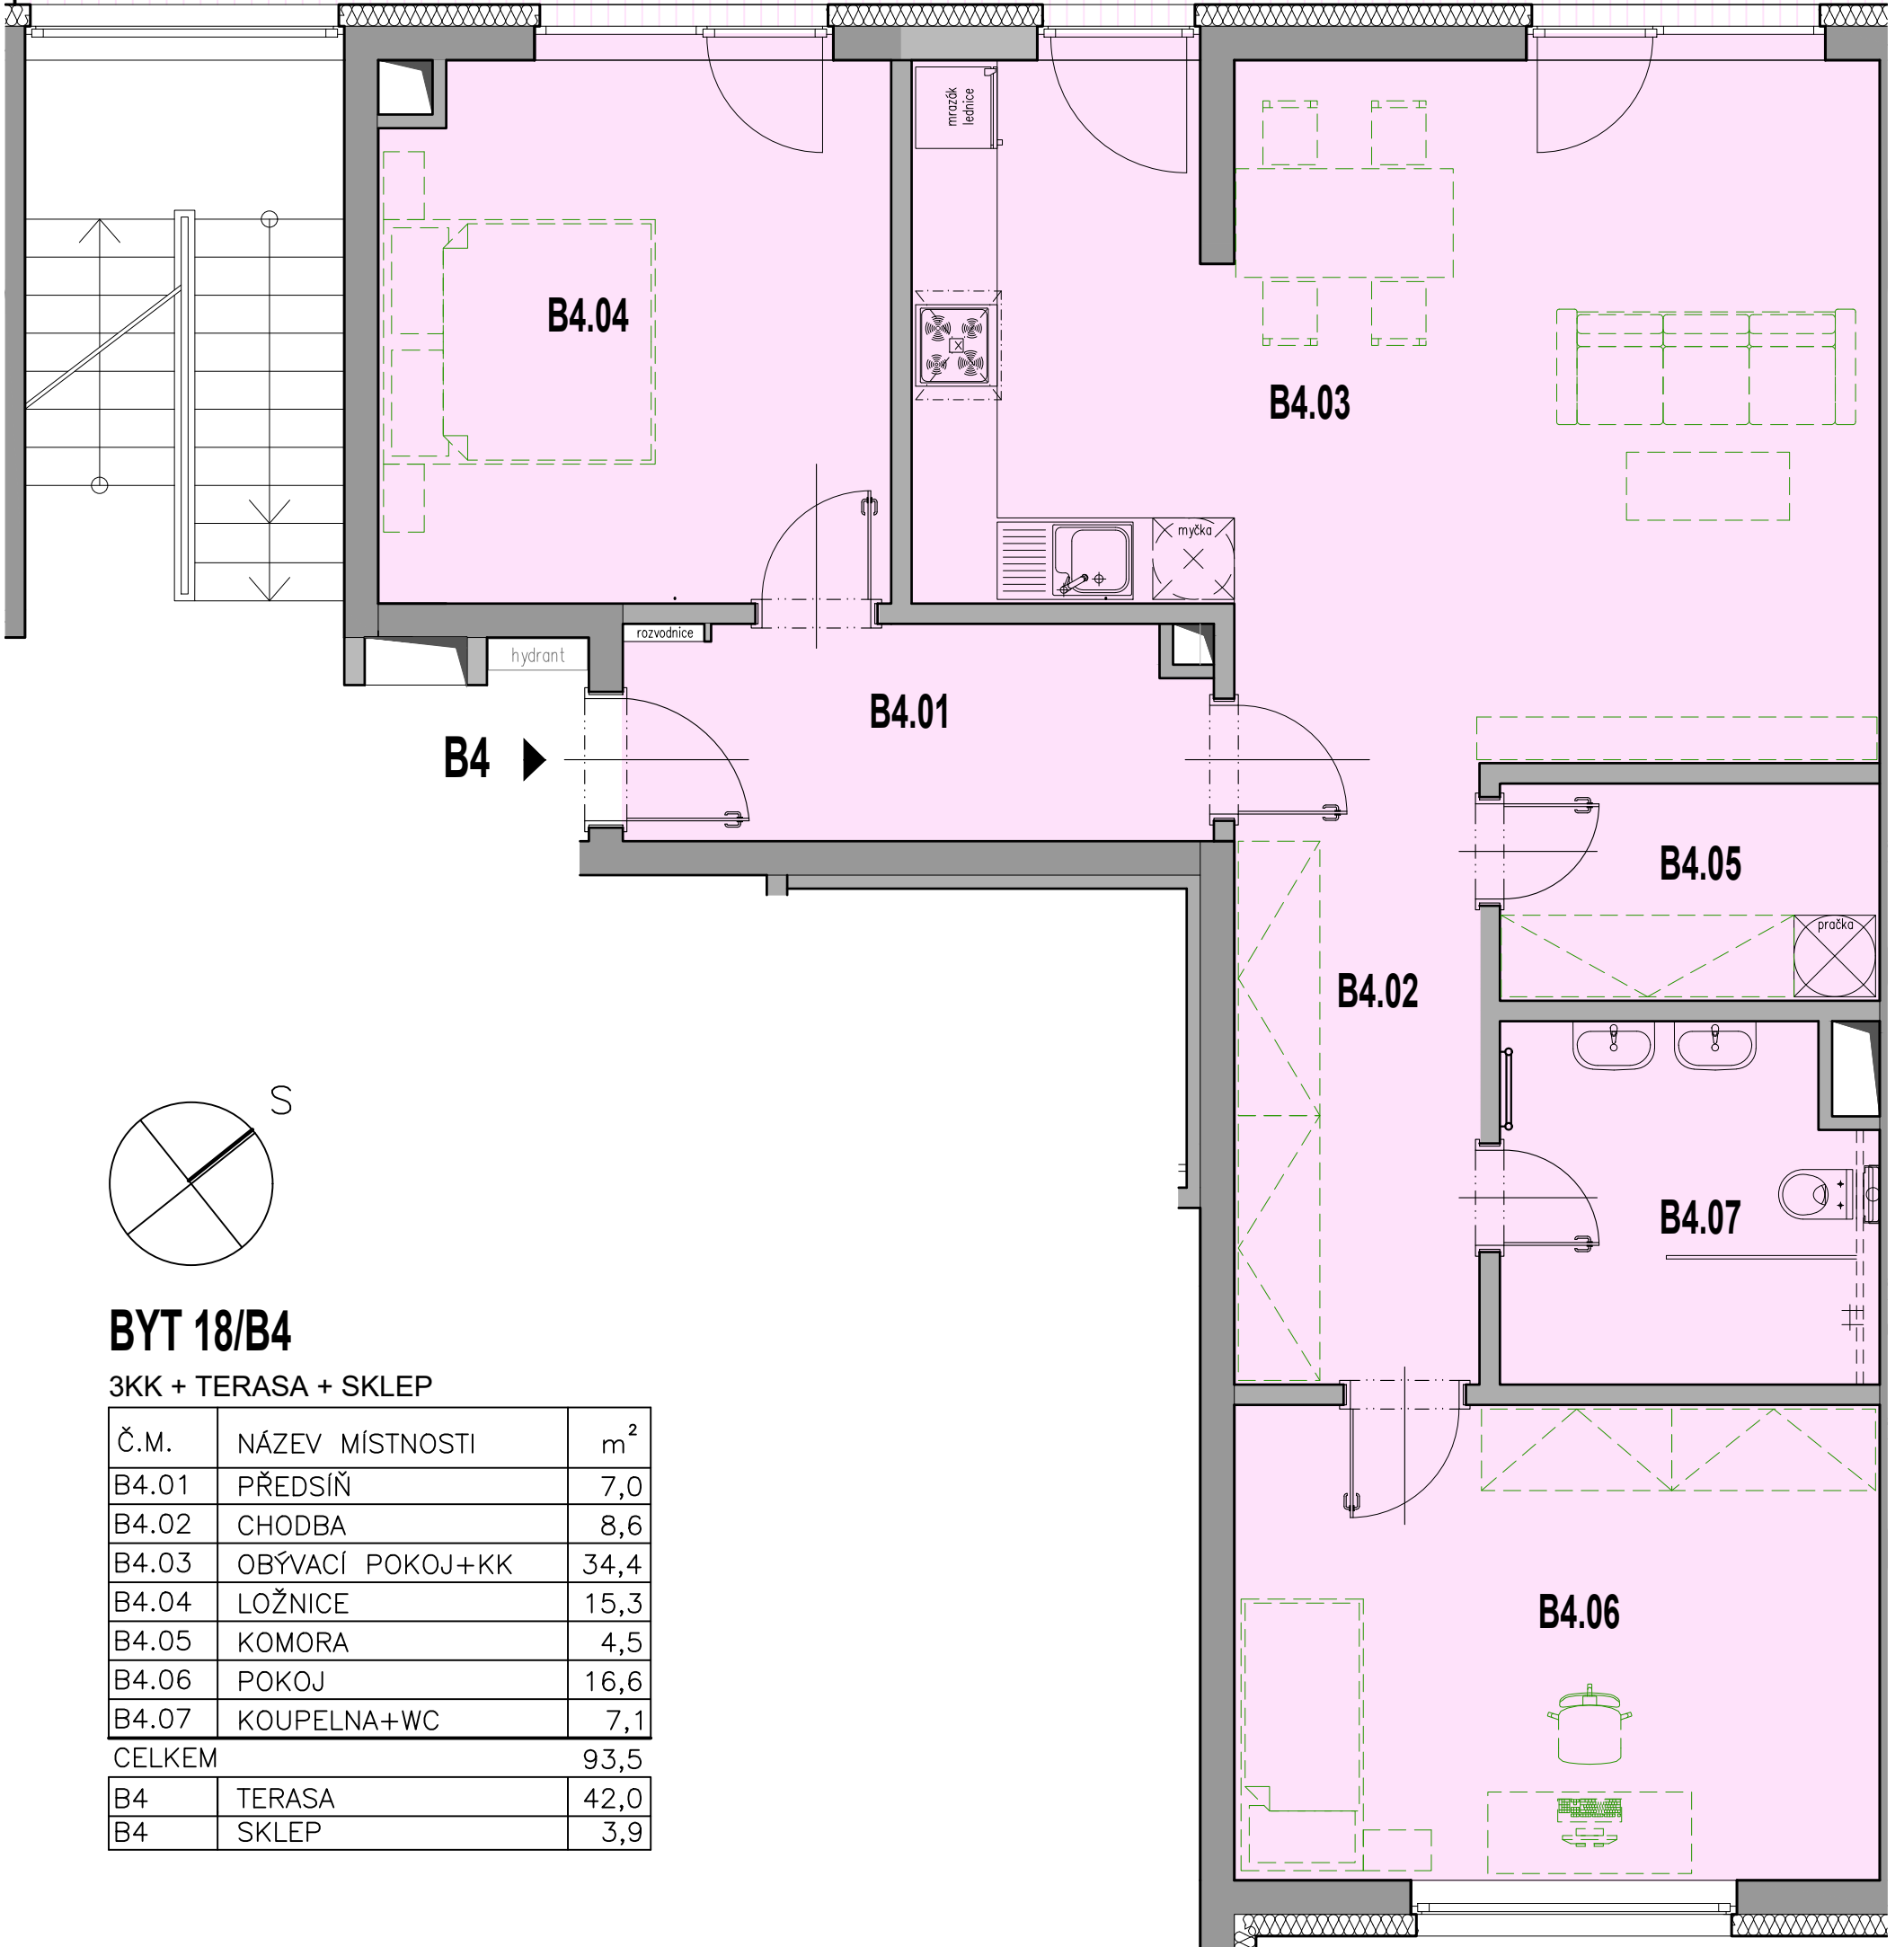 mrazák
lednice
B4.04
B4.03
myčka
rozvodnice
hydrant
B4.01
B4
B4.05
pračka
B4.02
S
B4.07
BYT 18/B4
3KK + TERASA + SKLEP
Č.M. NÁZEV MÍSTNOSTI m²
B4.01 PŘEDSÍŇ 7,0
B4.02 CHODBA 8,6
B4.03 OBÝVACÍ POKOJ+KK 34,4
B4.04 LOŽNICE 15,3
B4.05 KOMORA 4,5
B4.06 POKOJ 16,6
B4.07 KOUPELNA+WC 7,1
CELKEM 93,5
B4 TERASA 42,0
B4 SKLEP 3,9
B4.06